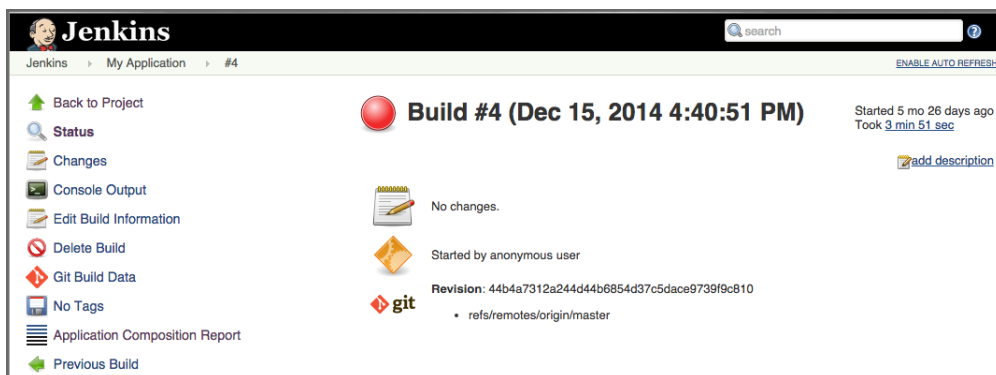 Jenkins
search
Jenkins My Application #4
ENABLE AUTO REFRESH
Back to Project
Status
Changes
Console Output
Edit Build Information
Delete Build
Git Build Data
No Tags
Application Composition Report
Previous Build
Build #4 (Dec 15, 2014 4:40:51 PM)
Started 5 mo 26 days ago
Took 3 min 51 sec
add description
No changes.
Started by anonymous user
git
Revision: 44b4a7312a244d44b6854d37c5dace9739f9c810
refs/remotes/origin/master